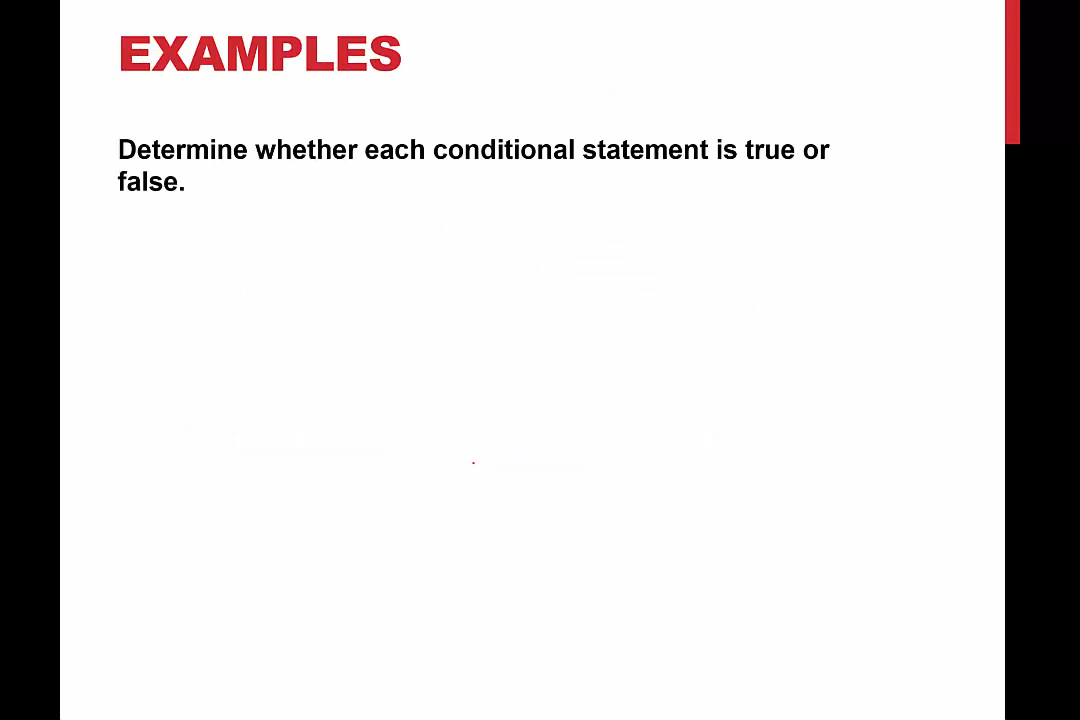 EXAMPLES
Determine whether each conditional statement is true or
false.